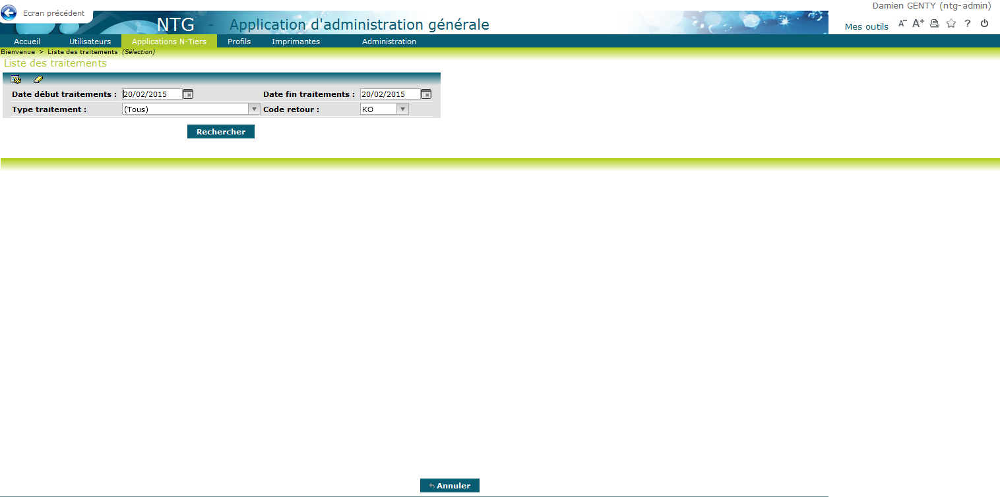 Ecran précédent
Damien GENTY (ntg-admin)
NTG - Application d'administration générale
Mes outils A- A+ ?
Accueil Utilisateurs Applications N-Tiers Profils Imprimantes Administration
Bienvenue > Liste des traitements (Sélection)
Liste des traitements
Date début traitements : 20/02/2015 Date fin traitements : 20/02/2015
Type traitement : (Tous) Code retour : KO
Rechercher
Annuler